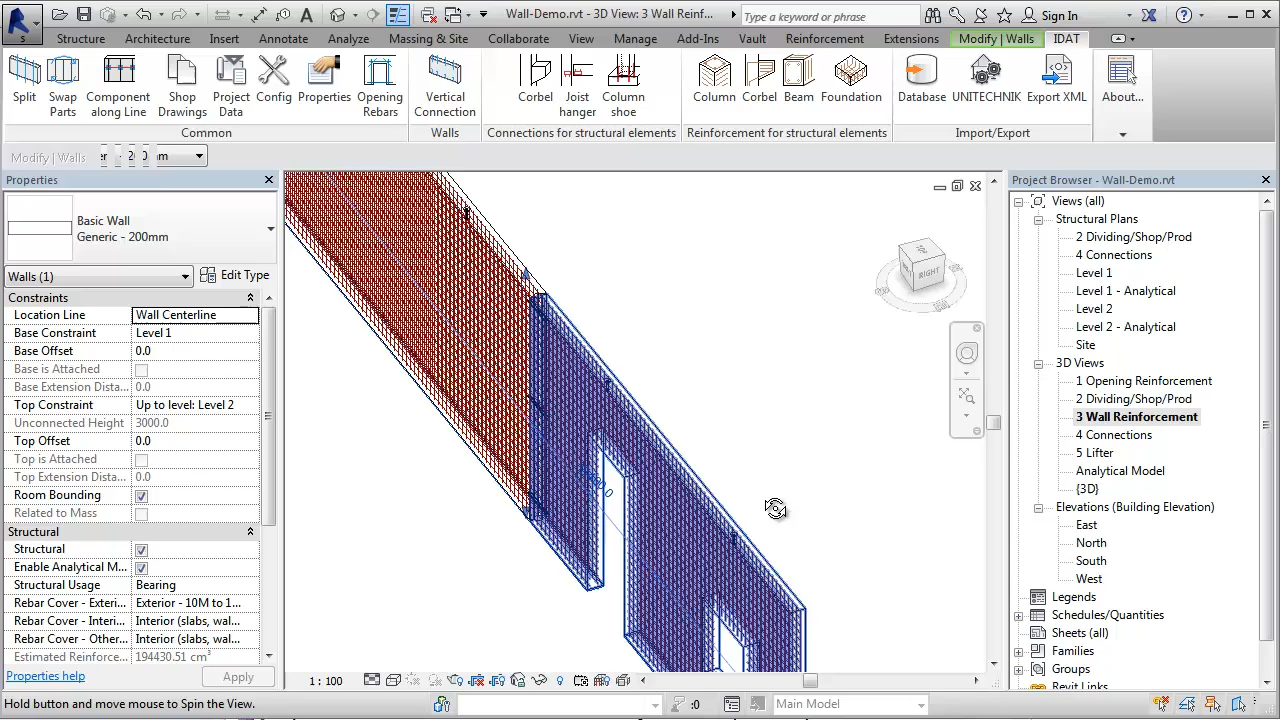 Wall-Demo.rvt - 3D View: 3 Wall Reinf...
Type a keyword or phrase
Sign In
S
Structure
Architecture
Insert
Annotate
Analyze
Massing & Site
Collaborate
View
Manage
Add-Ins
Vault
Reinforcement
Extensions
Modify | Walls
IDAT
Split
Swap Parts
Component along Line
Shop Drawings
Project Data
Config
Properties
Opening Rebars
Vertical Connection
Corbel
Joist hanger
Column shoe
Column
Corbel
Beam
Foundation
Database
UNITECHNIK
Export XML
About...
Common
Walls
Connections for structural elements
Reinforcement for structural elements
Import/Export
Modify | Walls
Properties
Basic Wall
Generic - 200mm
Walls (1)
Edit Type
Constraints
Location Line Wall Centerline
Base Constraint Level 1
Base Offset 0.0
Base is Attached
Base Extension Dista... 0.0
Top Constraint Up to level: Level 2
Unconnected Height 3000.0
Top Offset 0.0
Top is Attached
Top Extension Distan... 0.0
Room Bounding
Related to Mass
Structural
Structural
Enable Analytical M...
Structural Usage Bearing
Rebar Cover - Exteri... Exterior - 10M to 1...
Rebar Cover - Interi... Interior (slabs, wal...
Rebar Cover - Other... Interior (slabs, wal...
Estimated Reinforce... 194430.51 cm³
Properties help
Apply
RIGHT
1 : 100
Project Browser - Wall-Demo.rvt
Views (all)
Structural Plans
2 Dividing/Shop/Prod
4 Connections
Level 1
Level 1 - Analytical
Level 2
Level 2 - Analytical
Site
3D Views
1 Opening Reinforcement
2 Dividing/Shop/Prod
3 Wall Reinforcement
4 Connections
5 Lifter
Analytical Model
{3D}
Elevations (Building Elevation)
East
North
South
West
Legends
Schedules/Quantities
Sheets (all)
Families
Groups
Revit Links
Hold button and move mouse to Spin the View.
:0
Main Model